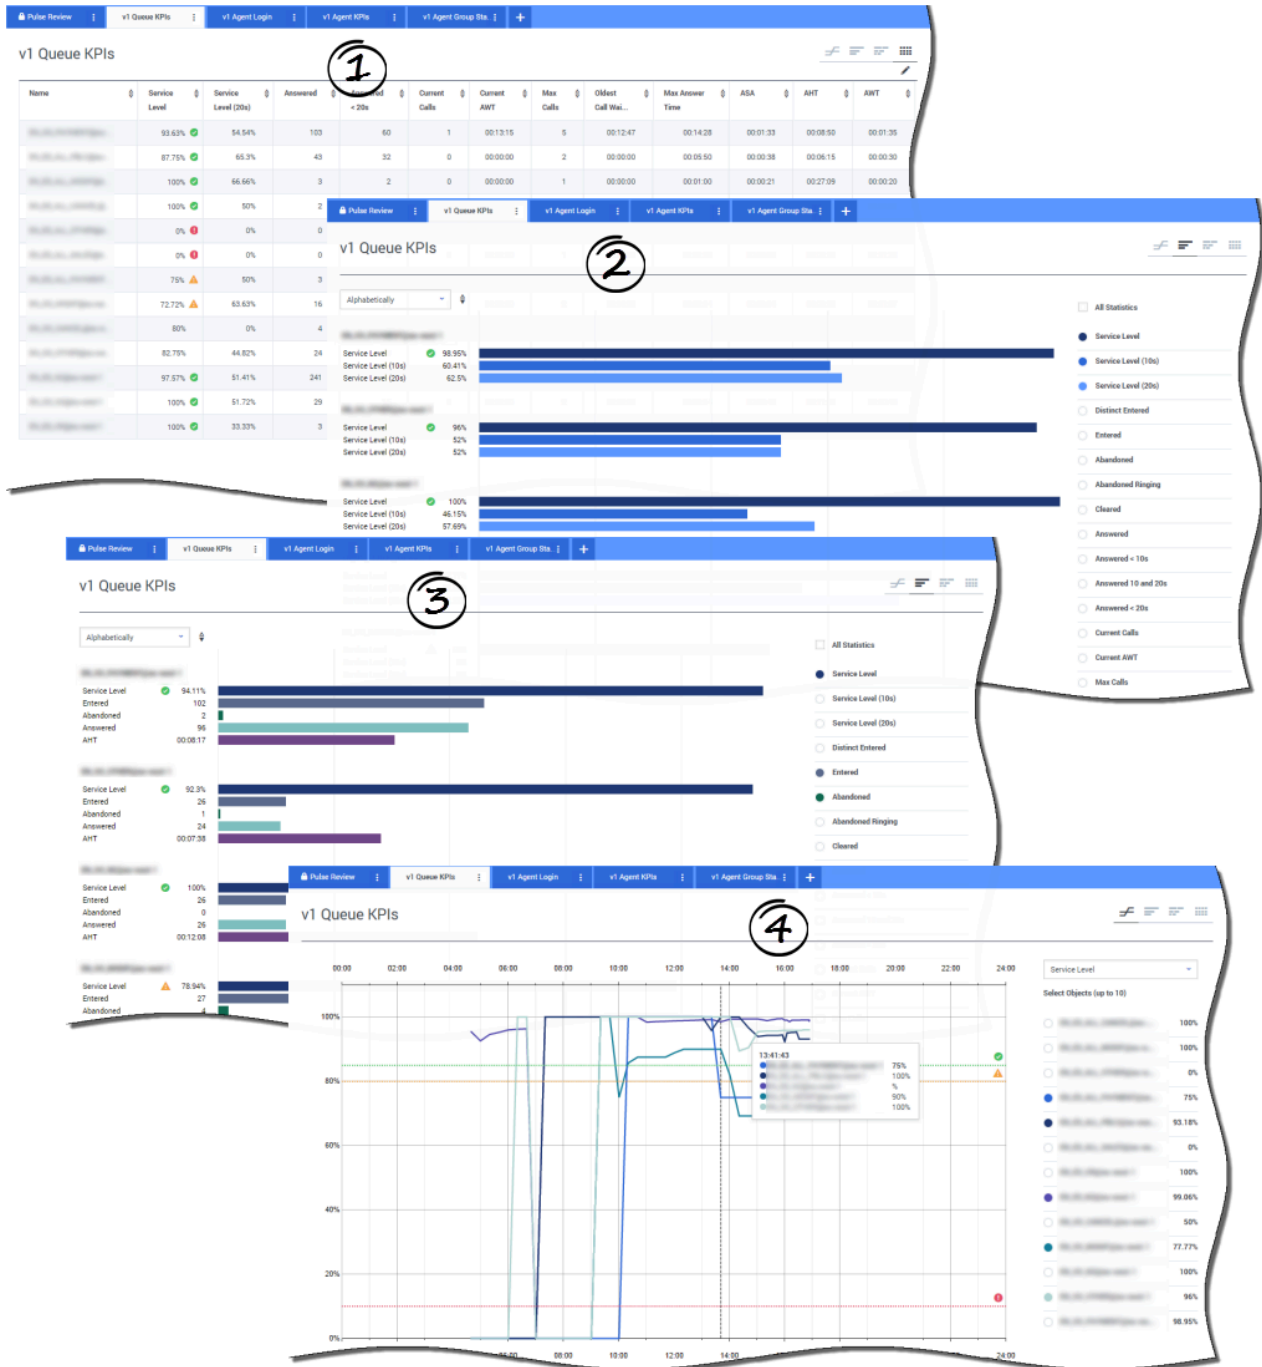 Pulse Review v1 Queue KPIs v1 Agent Login v1 Agent KPIs v1 Agent Group Sta. +
v1 Queue KPIs
1
Name Service Level Service Level (20s) Answered Answered < 20s Current Calls Current AWT Max Calls Oldest Call Wai... Max Answer Time ASA AHT AWT
93.63% 54.54% 103 60 1 00:13:15 5 00:12:47 00:14:28 00:01:33 00:08:50 00:01:35
87.75% 65.3% 43 32 0 00:00:00 2 00:00:00 00:05:50 00:00:38 00:06:15 00:00:30
100% 66.66% 3 2 0 00:00:00 1 00:00:00 00:01:00 00:00:21 00:27:09 00:00:20
100% 50% 2
0% 0% 0
0% 0% 0
75% 50% 3
72.72% 63.63% 16
80% 0% 4
82.75% 44.82% 24
97.57% 51.41% 241
100% 51.72% 29
100% 33.33% 3
Pulse Review v1 Queue KPIs v1 Agent Login v1 Agent KPIs v1 Agent Group Sta. +
v1 Queue KPIs
2
Alphabetically
Service Level 98.95%
Service Level (10s) 60.41%
Service Level (20s) 62.5%
Service Level 96%
Service Level (10s) 52%
Service Level (20s) 52%
Service Level 100%
Service Level (10s) 46.15%
Service Level (20s) 57.69%
All Statistics
Service Level
Service Level (10s)
Service Level (20s)
Distinct Entered
Entered
Abandoned
Abandoned Ringing
Cleared
Answered
Answered < 10s
Answered 10 and 20s
Answered < 20s
Current Calls
Current AWT
Max Calls
Pulse Review v1 Queue KPIs v1 Agent Login v1 Agent KPIs v1 Agent Group Sta. +
v1 Queue KPIs
3
Alphabetically
Service Level 94.11%
Entered 102
Abandoned 2
Answered 96
AHT 00:08:17
Service Level 92.3%
Entered 26
Abandoned 1
Answered 24
AHT 00:07:38
Service Level 100%
Entered 26
Abandoned 0
Answered 26
AHT 00:12:08
Service Level 78.94%
Entered 27
Abandoned 4
All Statistics
Service Level
Service Level (10s)
Service Level (20s)
Distinct Entered
Entered
Abandoned
Abandoned Ringing
Cleared
Pulse Review v1 Queue KPIs v1 Agent Login v1 Agent KPIs v1 Agent Group Sta. +
v1 Queue KPIs
4
00:00 02:00 04:00 06:00 08:00 10:00 12:00 14:00 16:00 18:00 20:00 22:00 24:00
100%
80%
60%
40%
20%
0%
13:41:43
75%
100%
%
90%
100%
06:00 08:00 10:00 12:00 14:00 16:00 18:00 20:00 22:00 24:00
Service Level
Select Objects (up to 10)
100%
100%
0%
75%
93.18%
0%
100%
99.06%
50%
77.77%
100%
96%
98.95%